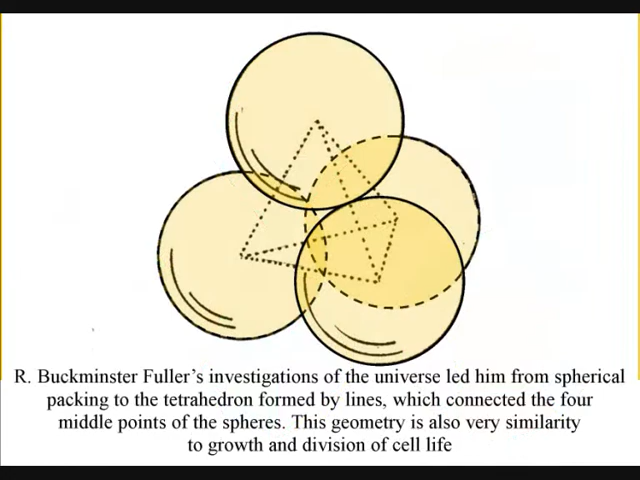 R. Buckminster Fuller’s investigations of the universe led him from spherical
packing to the tetrahedron formed by lines, which connected the four
middle points of the spheres. This geometry is also very similarity
to growth and division of cell life